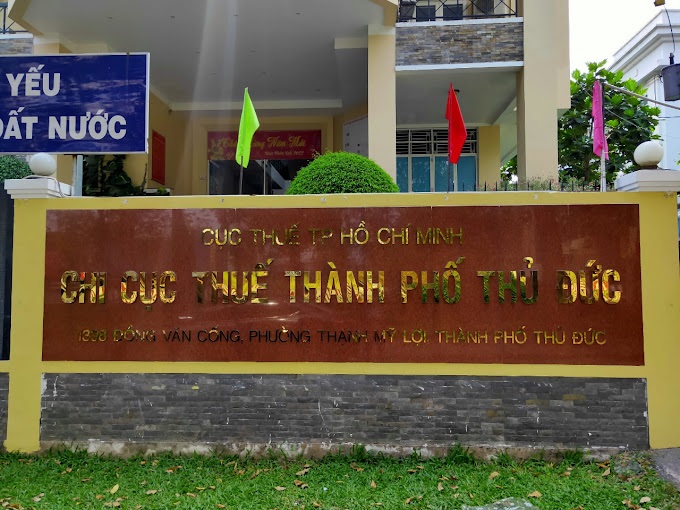 YẾU
ĐẤT NƯỚC
CỤC THUẾ TP HỒ CHÍ MINH
CHI CỤC THUẾ THÀNH PHỐ THỦ ĐỨC
ĐỒNG VĂN CỐNG, PHƯỜNG THẠNH MỸ LỢI, THÀNH PHỐ THỦ ĐỨC